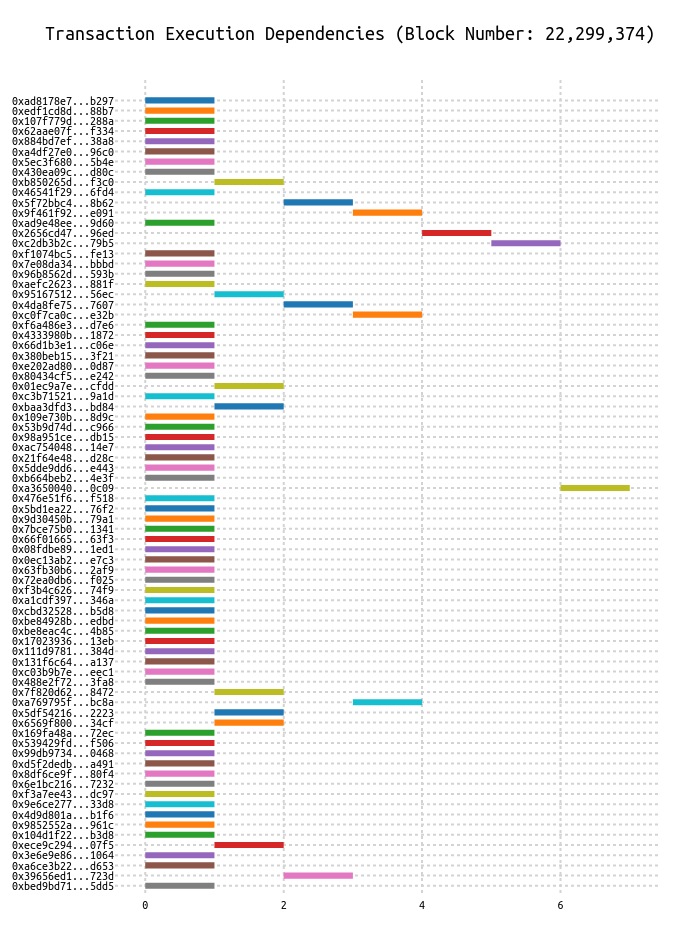 Transaction Execution Dependencies (Block Number: 22,299,374)
0xad8178e7...b297
0xedf1cd8d...88b7
0x107f779d...288a
0x62aae07f...f334
0x884bd7ef...38a8
0xa4df27e0...96c0
0x5ec3f680...5b4e
0x430ea09c...d80c
0xb850265d...f3c0
0x46541f29...6fd4
0x5f72bbc4...8b62
0x9f461f92...e091
0xad9e48ee...9d60
0x2656cd47...96ed
0xc2db3b2c...79b5
0xf1074bc5...fe13
0x7e08da34...bbbd
0x96b8562d...593b
0xaefc2623...881f
0x95167512...56ec
0x4da8fe75...7607
0xc0f7ca0c...e32b
0xf6a486e3...d7e6
0x4333980b...1872
0x66d1b3e1...c06e
0x380beb15...3f21
0xe202ad80...0d87
0x80434cf5...e242
0x01ec9a7e...cfdd
0xc3b71521...9a1d
0xbaa3dfd3...bd84
0x109e730b...8d9c
0x53b9d74d...c966
0x98a951ce...db15
0xac754048...14e7
0x21f64e48...d28c
0x5dde9dd6...e443
0xb664beb2...4e3f
0xa3650040...0c09
0x476e51f6...f518
0x5bd1ea22...76f2
0x9d30450b...79a1
0x7bce75b0...1341
0x66f01665...63f3
0x08fdbe89...1ed1
0x0ec13ab2...e7c3
0x63fb30b6...2af9
0x72ea0db6...f025
0xf3b4c626...74f9
0xa1cdf397...346a
0xcbd32528...b5d8
0xbe84928b...edbd
0xbe8eac4c...4b85
0x17023936...13eb
0x111d9781...384d
0x131f6c64...a137
0xc03b9b7e...eec1
0x488e2f72...3fa8
0x7f820d62...8472
0xa769795f...bc8a
0x5df54216...2223
0x6569f800...34cf
0x169fa48a...72ec
0x539429fd...f506
0x99db9734...0468
0xd5f2dedb...a491
0x8df6ce9f...80f4
0x6e1bc216...7232
0xf3a7ee43...dc97
0x9e6ce277...33d8
0x4d9d801a...b1f6
0x9852552a...961c
0x104d1f22...b3d8
0xece9c294...07f5
0x3e6e9e86...1064
0xa6ce3b22...d653
0x39656ed1...723d
0xbed9bd71...5dd5
0 2 4 6